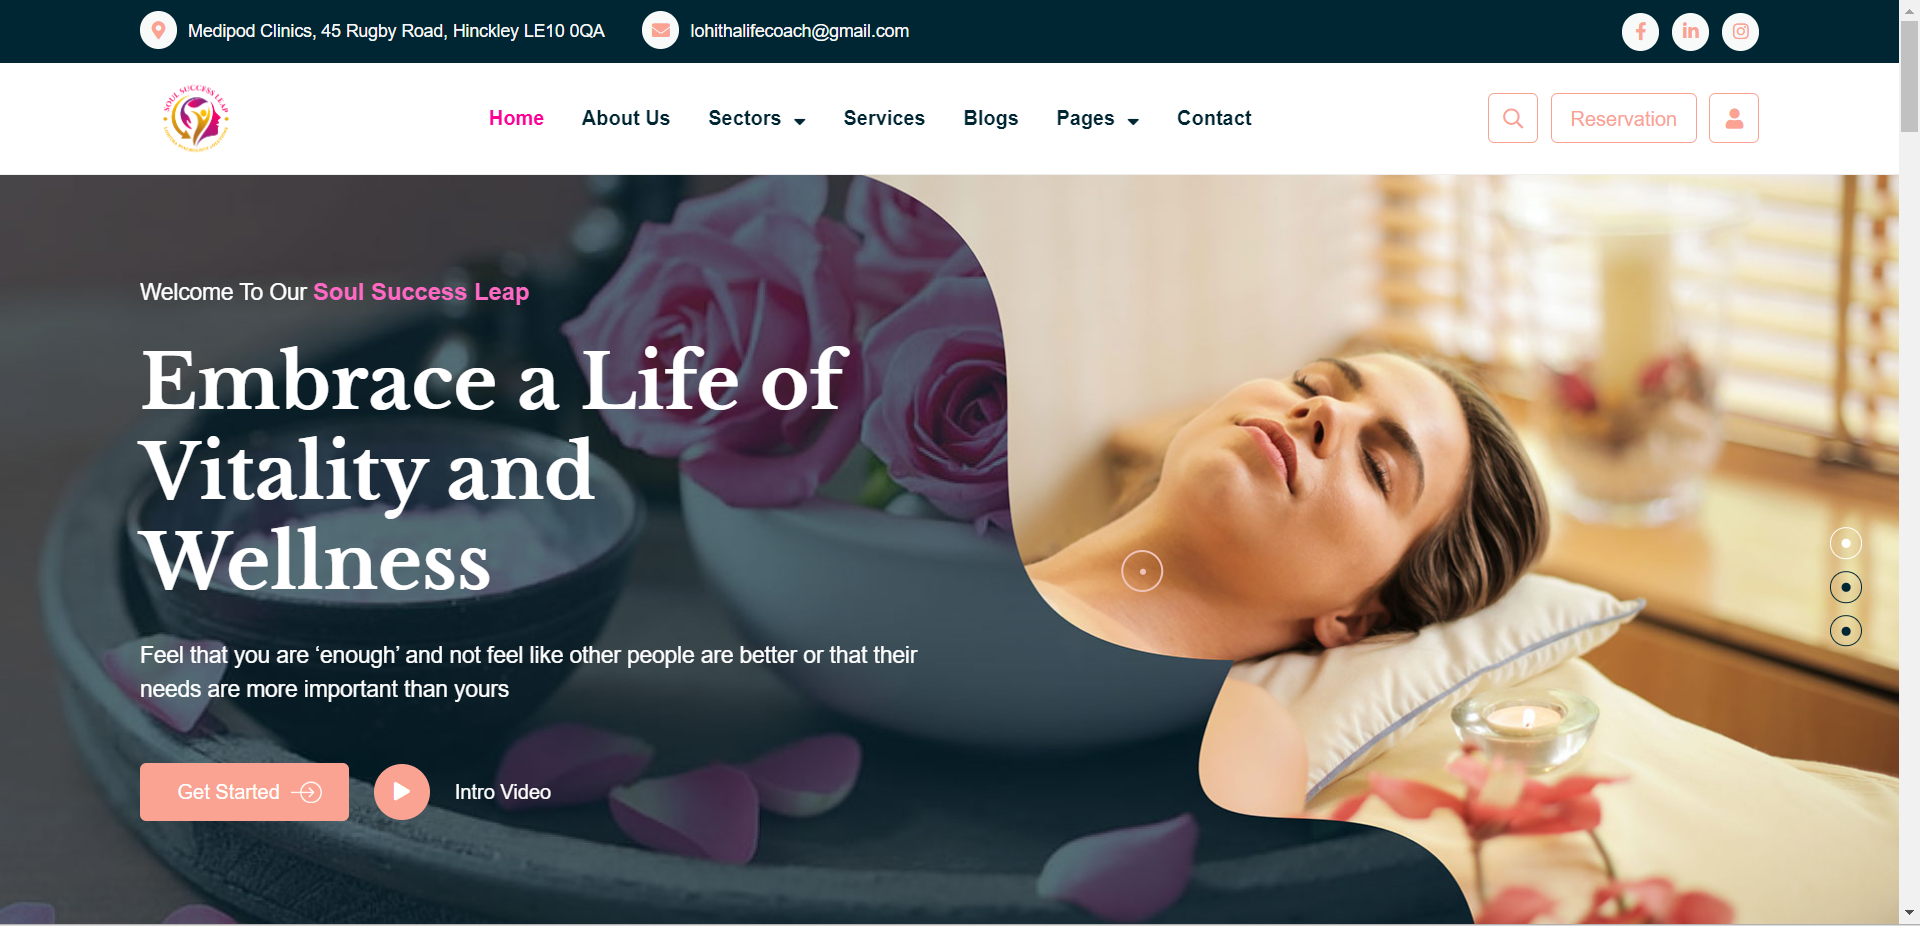 Medipod Clinics, 45 Rugby Road, Hinckley LE10 0QA
lohithalifecoach@gmail.com
SOUL SUCCESS LEAP
Home
About Us
Sectors
Services
Blogs
Pages
Contact
Reservation
Welcome To Our Soul Success Leap
Embrace a Life of
Vitality and
Wellness
Feel that you are ‘enough’ and not feel like other people are better or that their
needs are more important than yours
Get Started
Intro Video